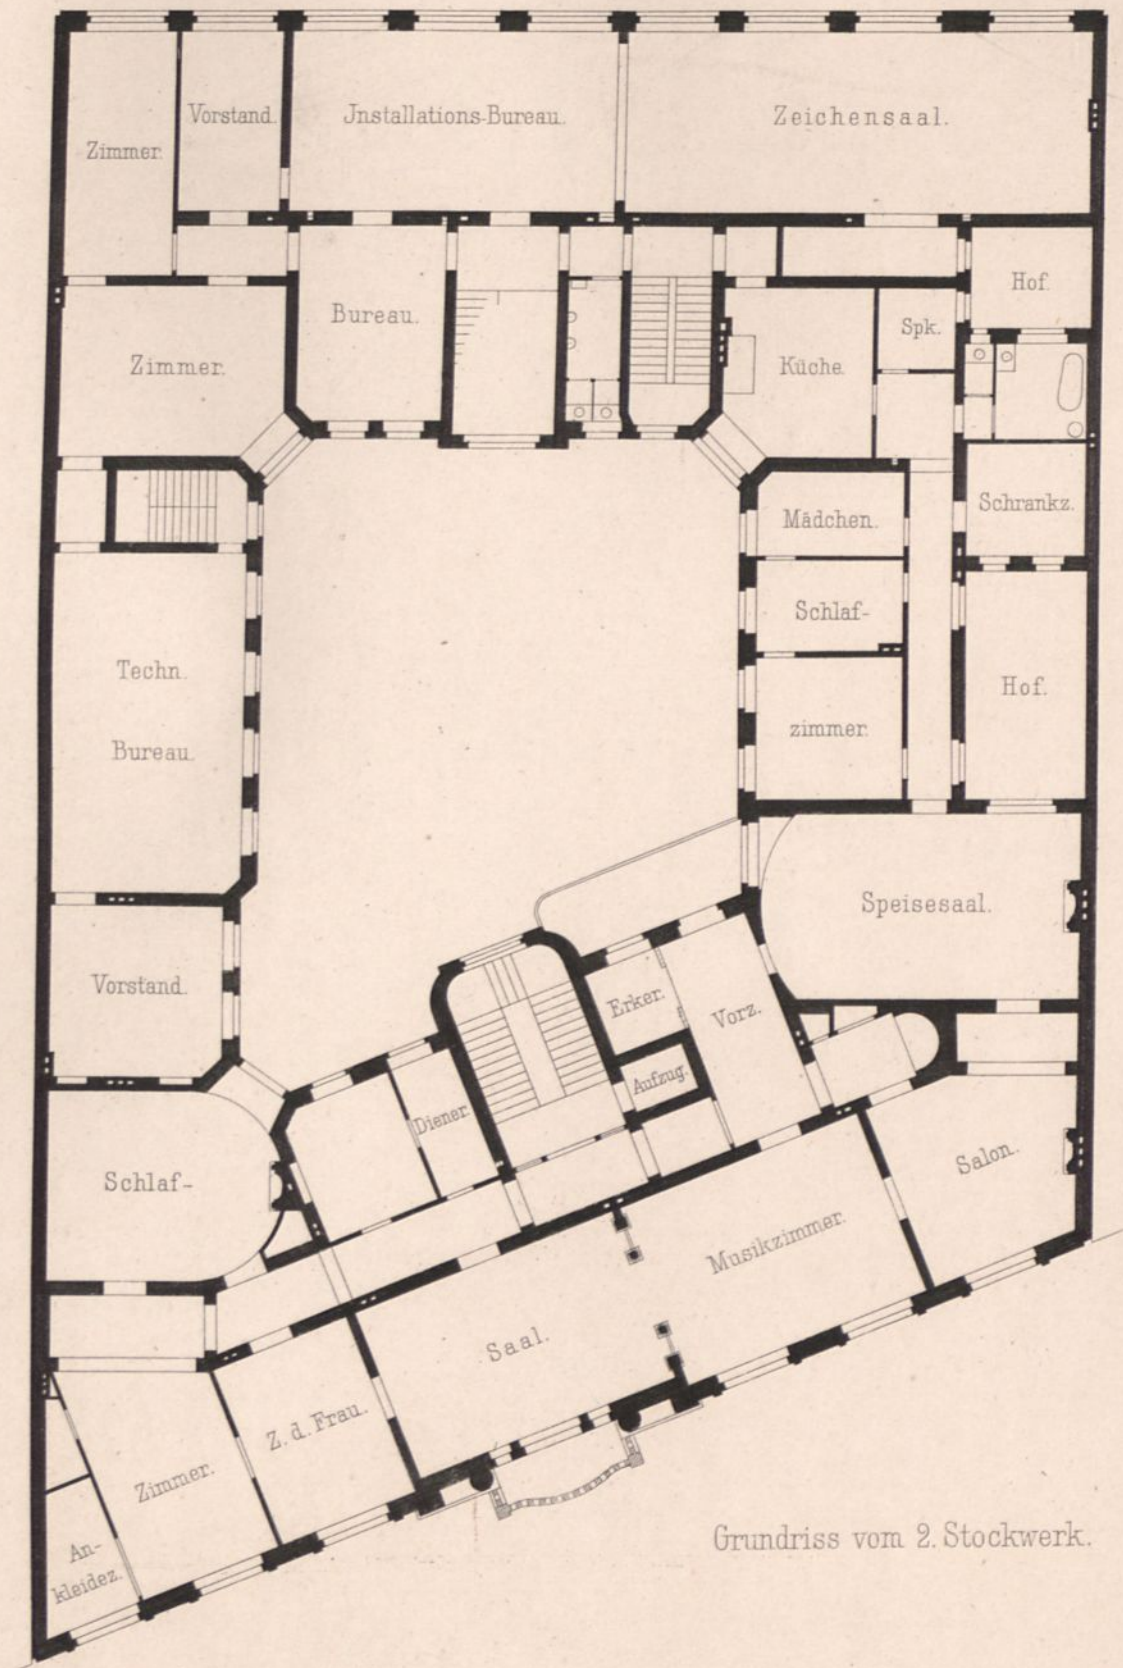 Zimmer.
Vorstand.
Jnstallations-Bureau.
Zeichensaal.
Zimmer.
Bureau.
Küche.
Spk.
Hof.
Mädchen.
Schrankz.
Schlaf-
zimmer.
Hof.
Techn.
Bureau.
Vorstand.
Speisesaal.
Erker.
Vorz.
Aufzug.
Diener.
Schlaf-
Salon.
Musikzimmer.
Saal.
Z. d. Frau.
Zimmer.
An-
kleidez.
Grundriss vom 2. Stockwerk.